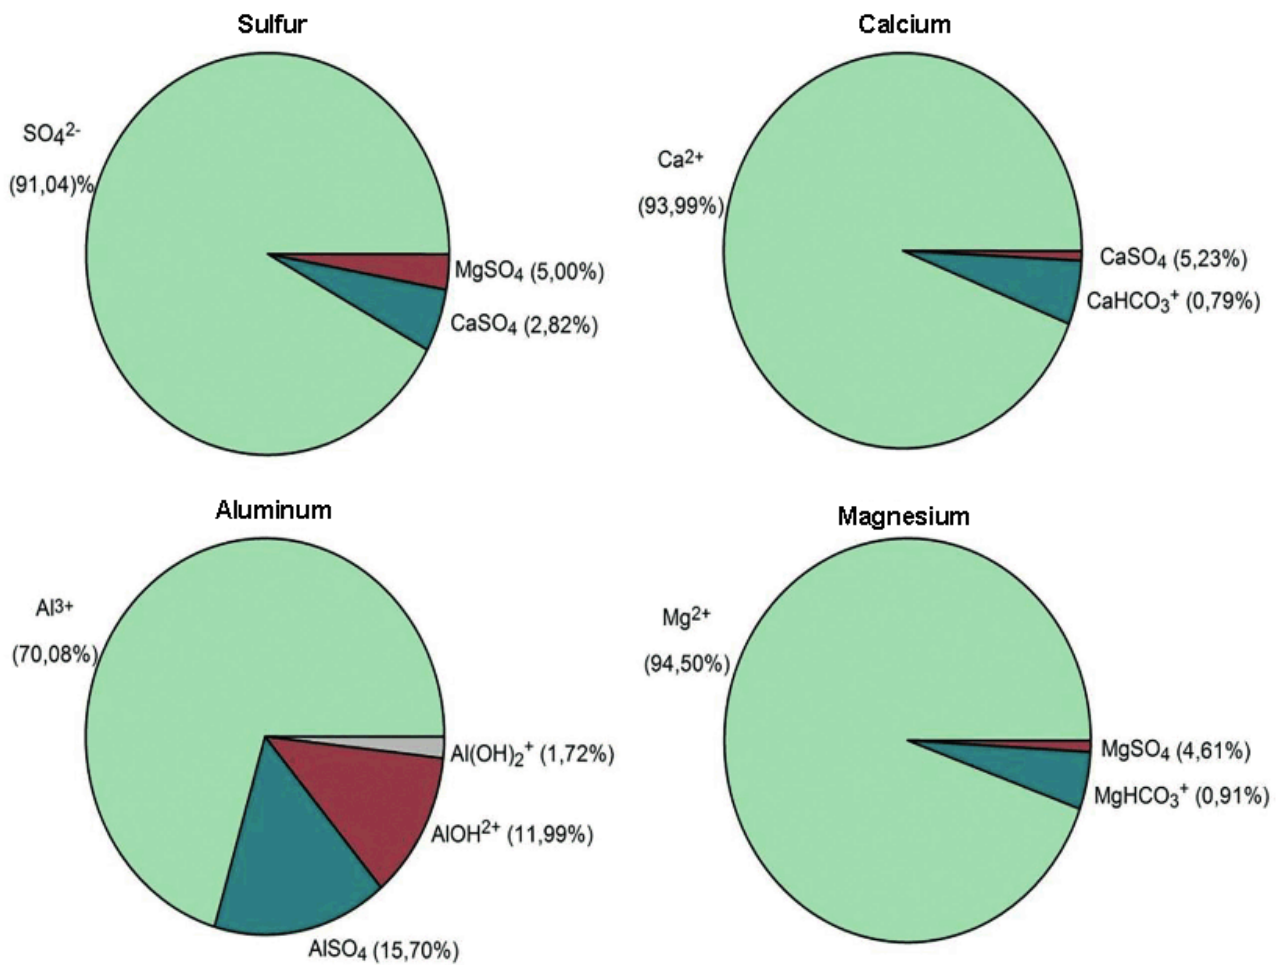 Sulfur
SO₄²⁻
(91,04)%
MgSO₄ (5,00%)
CaSO₄ (2,82%)
Calcium
Ca²⁺
(93,99%)
CaSO₄ (5,23%)
CaHCO₃⁺ (0,79%)
Aluminum
Al³⁺
(70,08%)
Al(OH)₂⁺ (1,72%)
AlOH²⁺ (11,99%)
AlSO₄ (15,70%)
Magnesium
Mg²⁺
(94,50%)
MgSO₄ (4,61%)
MgHCO₃⁺ (0,91%)